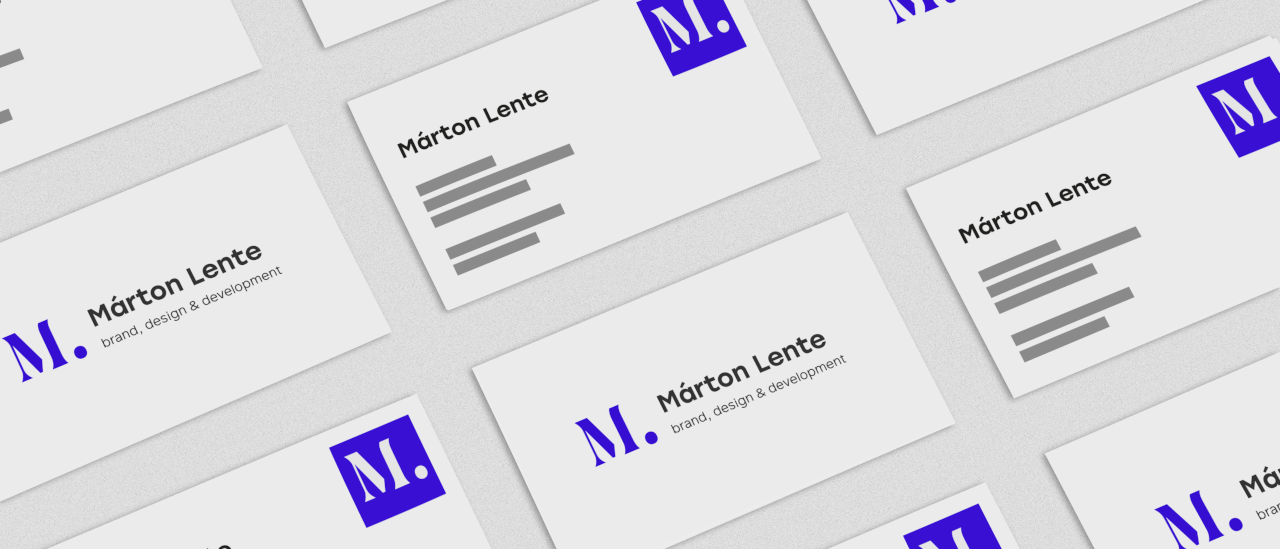 M.
M.
Márton Lente
M.
Márton Lente
Márton Lente
brand, design & development
M.
Márton Lente
brand, design & development
M.
M.
M.
M.